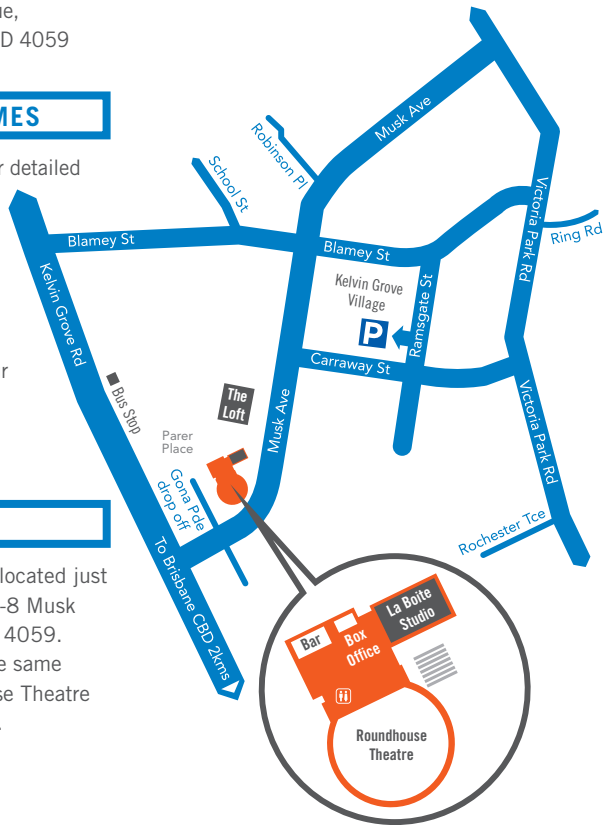 ue,
D 4059
MES
r detailed
r
located just
-8 Musk
4059.
e same
se Theatre
.
Musk Ave
Robinson Pl
School St
Victoria Park Rd
Ring Rd
Blamey St
Blamey St
Kelvin Grove Rd
Kelvin Grove
Village
P
Ramsgate St
Carraway St
Bus Stop
The
Loft
Musk Ave
Parer
Place
Gona Pde
drop off
Victoria Park Rd
Rochester Tce
To Brisbane CBD 2kms
La Boite
Studio
Bar
Box
Office
Roundhouse
Theatre